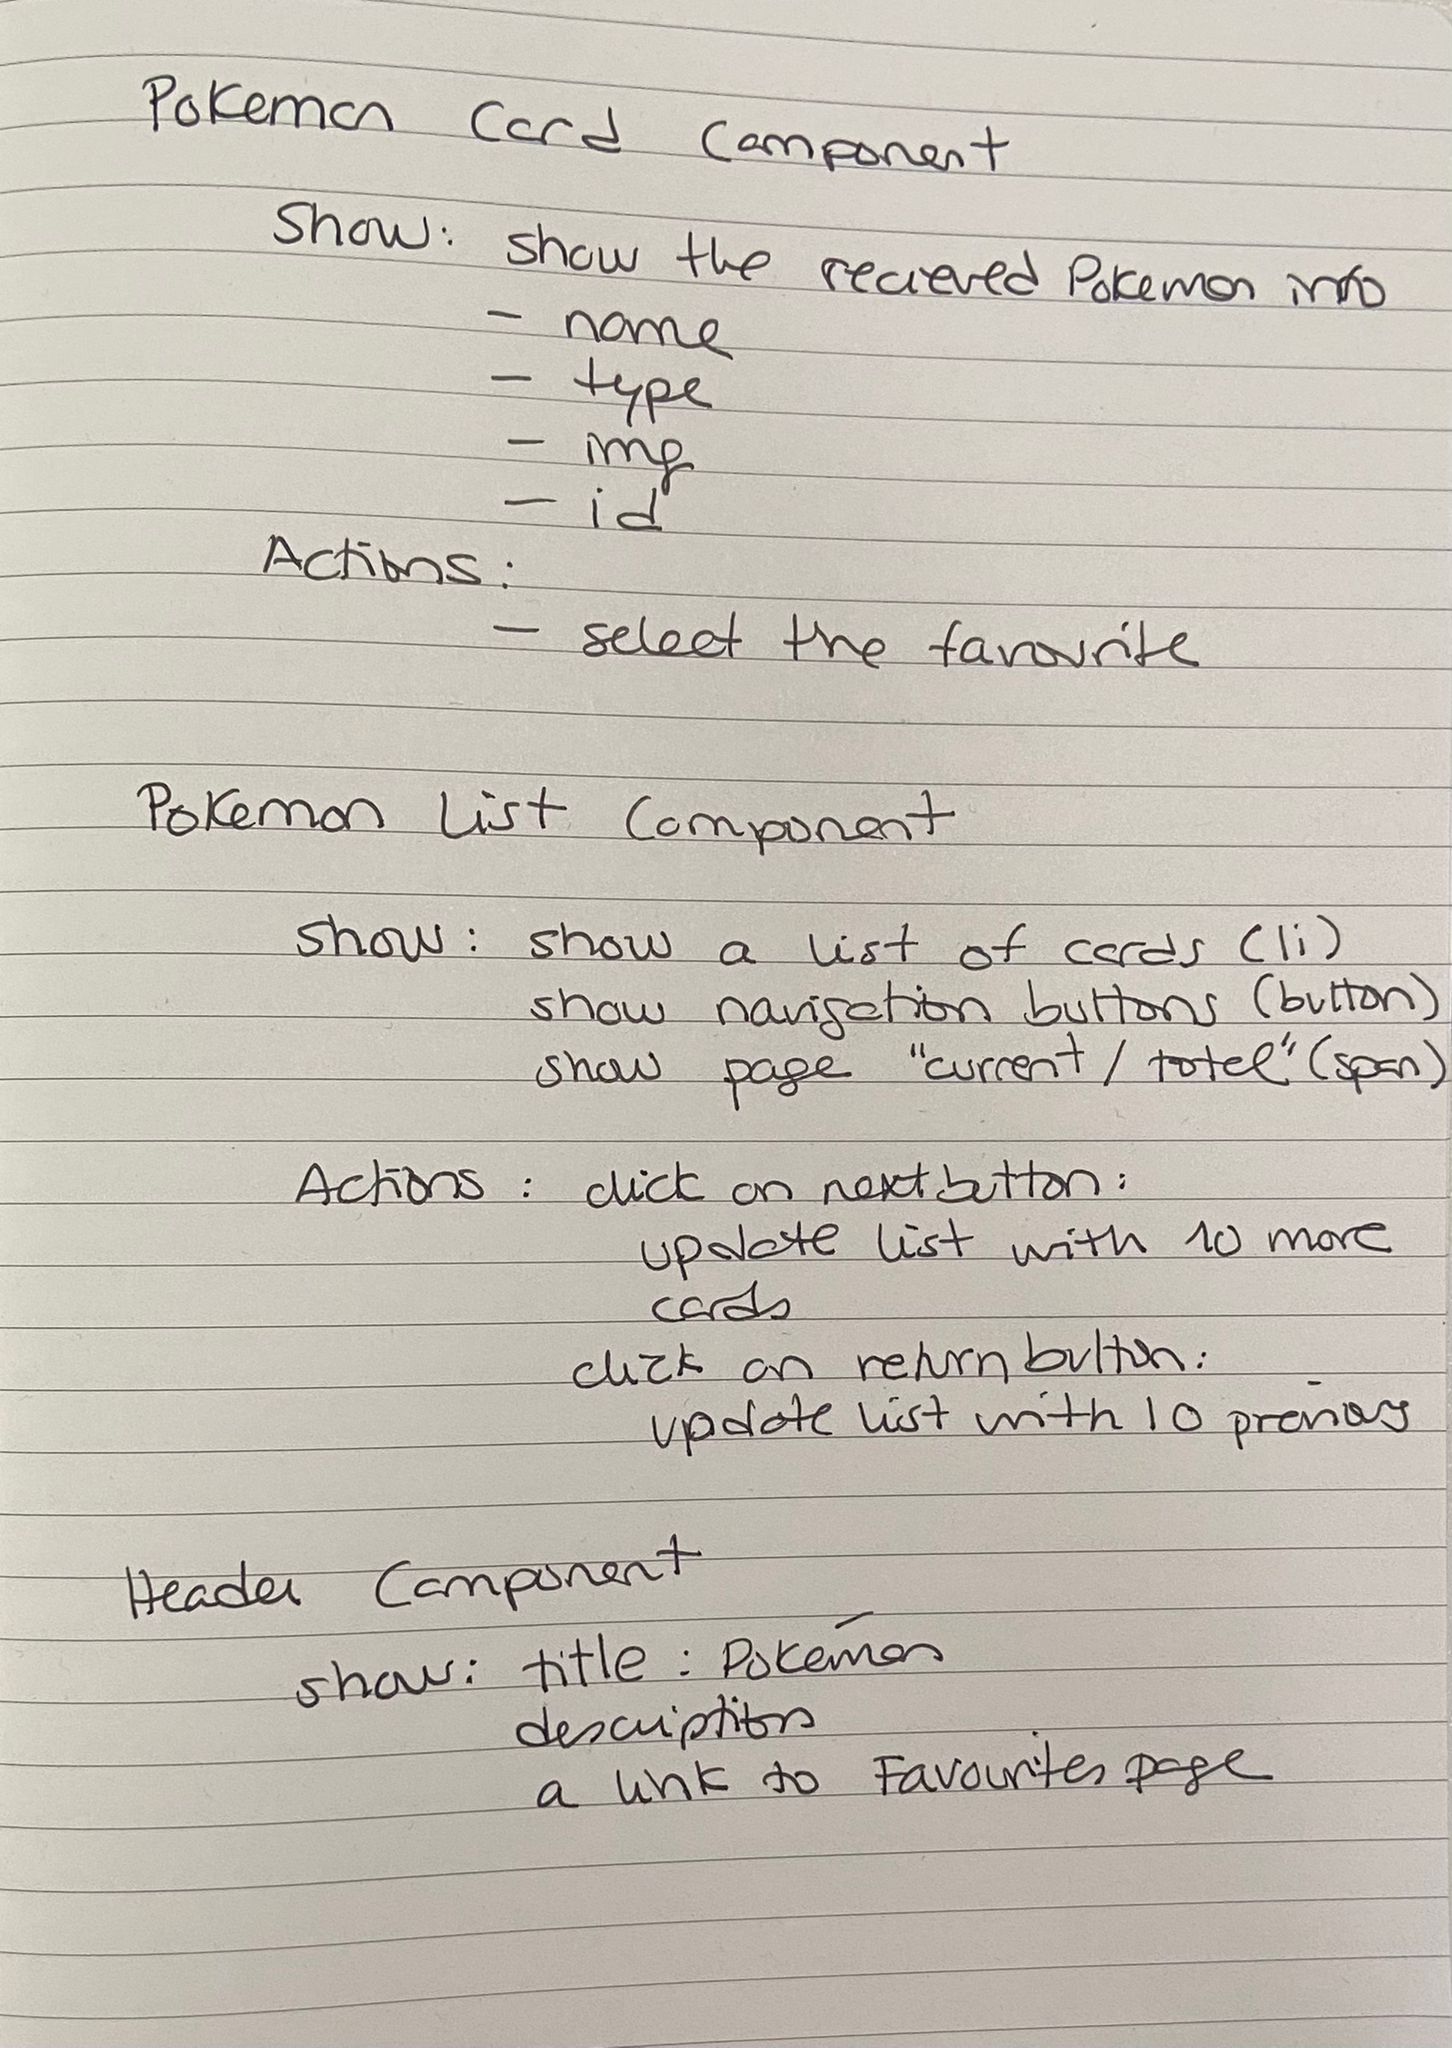 Pokemon Card Component
Show: show the recieved Pokemon info
- name
- type
- img
- id
Actions:
- select the favourite
Pokemon List Component
show: show a list of cards (li)
show navigation buttons (button)
show page "current / total" (span)
Actions: click on next button:
update list with 10 more
cards
click on return button:
update list with 10 previous
Header Component
show: title: Pokémon
description
a link to Favourites page